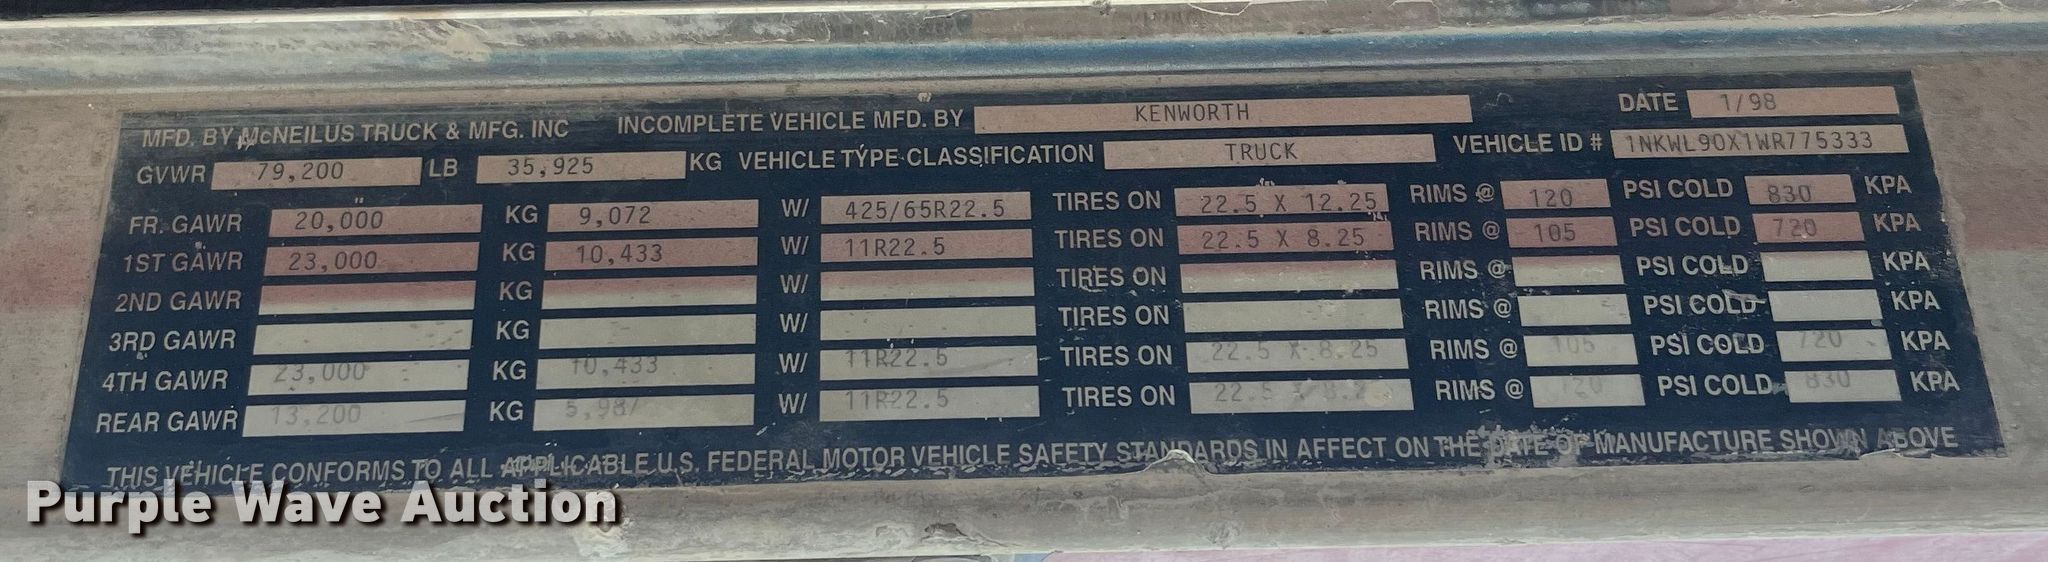 MFD. BY McNEILUS TRUCK & MFG. INC INCOMPLETE VEHICLE MFD. BY KENWORTH DATE 1/98
GVWR 79,200 LB 35,925 KG VEHICLE TYPE CLASSIFICATION TRUCK VEHICLE ID # 1NKWL90X1WR775333
FR. GAWR 20,000 KG 9,072 W/ 425/65R22.5 TIRES ON 22.5 X 12.25 RIMS @ 120 PSI COLD 830 KPA
1ST GAWR 23,000 KG 10,433 W/ 11R22.5 TIRES ON 22.5 X 8.25 RIMS @ 105 PSI COLD 720 KPA
2ND GAWR KG W/ TIRES ON RIMS @ PSI COLD KPA
3RD GAWR KG W/ TIRES ON RIMS @ PSI COLD KPA
4TH GAWR 23,000 KG 10,433 W/ 11R22.5 TIRES ON 22.5 X 8.25 RIMS @ 105 PSI COLD 720 KPA
REAR GAWR 13,200 KG 5,987 W/ 11R22.5 TIRES ON 22.5 X 8.25 RIMS @ 120 PSI COLD 830 KPA
THIS VEHICLE CONFORMS TO ALL APPLICABLE U.S. FEDERAL MOTOR VEHICLE SAFETY STANDARDS IN AFFECT ON THE DATE OF MANUFACTURE SHOWN ABOVE
Purple Wave Auction